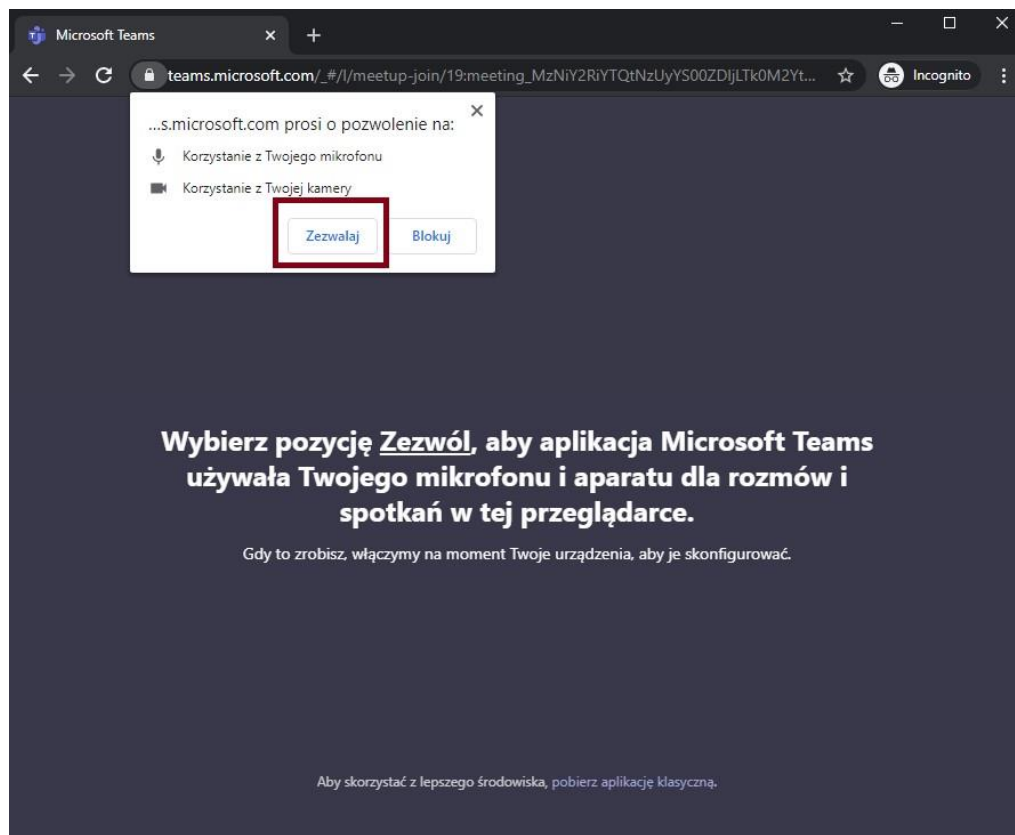 Microsoft Teams
teams.microsoft.com/_#/l/meetup-join/19:meeting_MzNiY2RiYTQtNzUyYS00ZDIjLTk0M2Yt...
Incognito
...s.microsoft.com prosi o pozwolenie na:
Korzystanie z Twojego mikrofonu
Korzystanie z Twojej kamery
Zezwalaj
Blokuj
Wybierz pozycję Zezwól, aby aplikacja Microsoft Teams
używała Twojego mikrofonu i aparatu dla rozmów i
spotkań w tej przeglądarce.
Gdy to zrobisz, włączymy na moment Twoje urządzenia, aby je skonfigurować.
Aby skorzystać z lepszego środowiska, pobierz aplikację klasyczną.